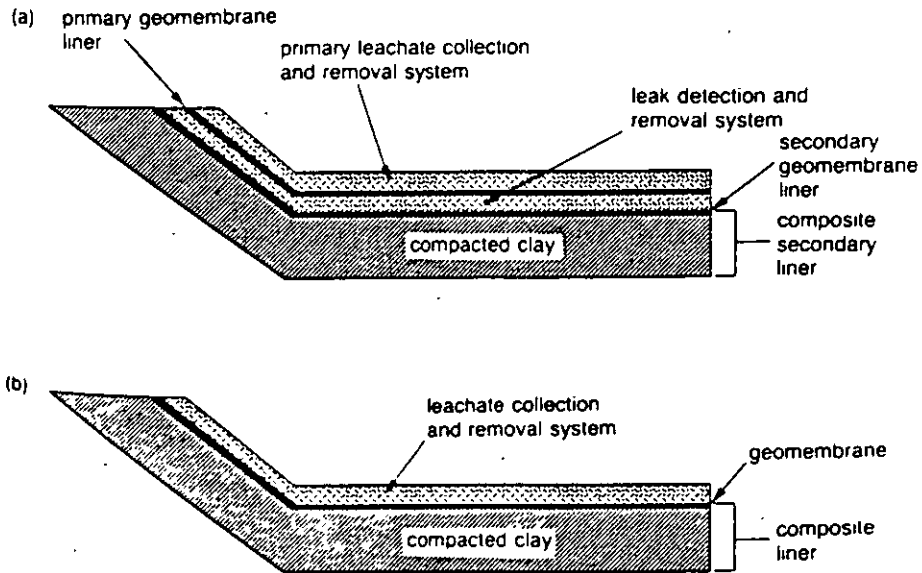 (a)
primary geomembrane
liner
primary leachate collection
and removal system
leak detection and
removal system
secondary
geomembrane
liner
composite
secondary
liner
compacted clay
(b)
leachate collection
and removal system
geomembrane
composite
liner
compacted clay